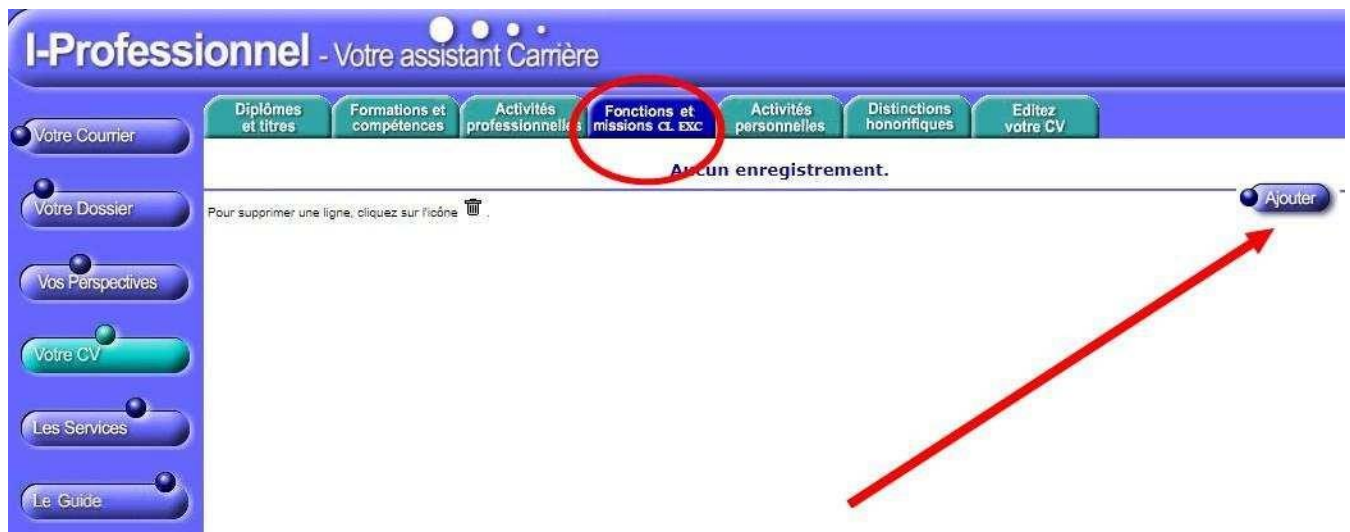 I-Professionnel - Votre assistant Carrière
Diplômes et titres
Formations et compétences
Activités professionnelles
Fonctions et missions CL EXC
Activités personnelles
Distinctions honorifiques
Editez votre CV
Votre Courrier
Votre Dossier
Vos Perspectives
Votre CV
Les Services
Le Guide
Aucun enregistrement.
Pour supprimer une ligne, cliquez sur l'icône .
Ajouter